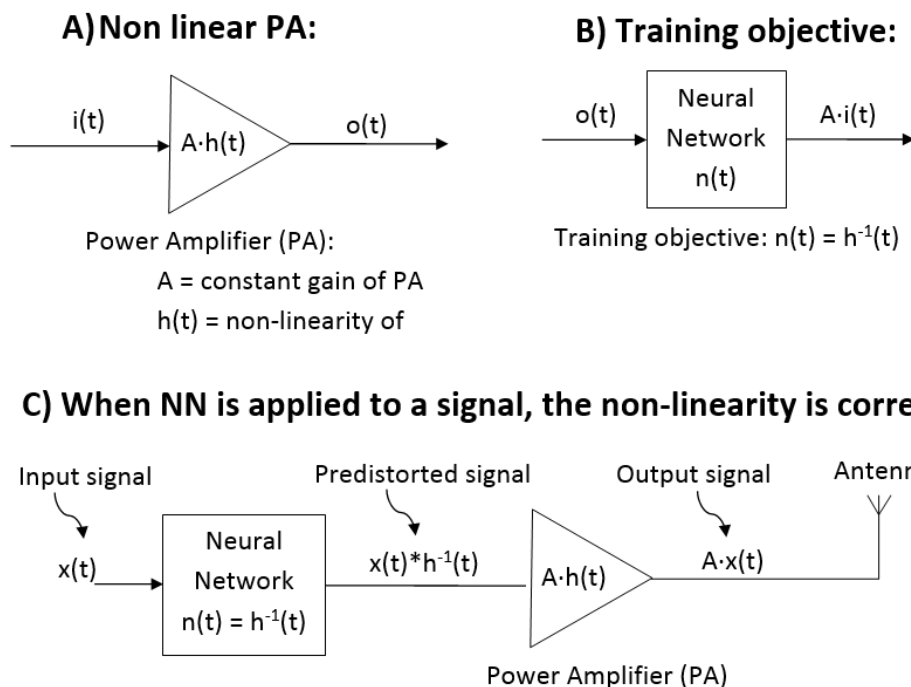 A) Non linear PA:
i(t)
A·h(t)
o(t)
Power Amplifier (PA):
A = constant gain of PA
h(t) = non-linearity of
B) Training objective:
o(t)
Neural
Network
n(t)
A·i(t)
Training objective: n(t) = h⁻¹(t)
C) When NN is applied to a signal, the non-linearity is corre
Input signal
x(t)
Neural
Network
n(t) = h⁻¹(t)
Predistorted signal
x(t)*h⁻¹(t)
A·h(t)
Power Amplifier (PA)
Output signal
A·x(t)
Antenn